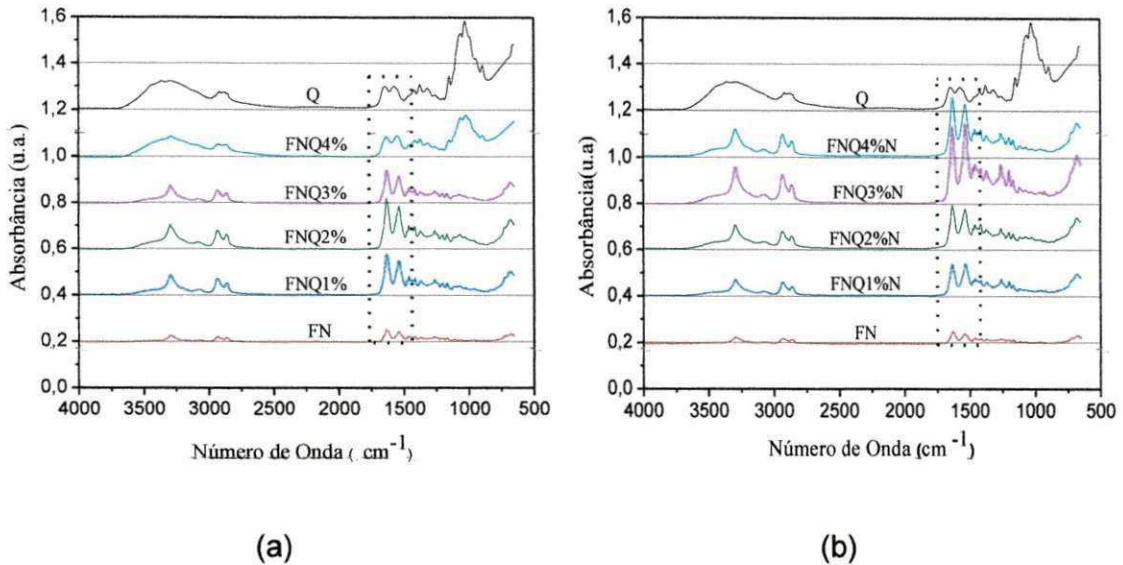 1,6
1,4
1,2
1,0
0,8
0,6
0,4
0,2
0,0
Absorbância (u.a.)
Q
FNQ4%
FNQ3%
FNQ2%
FNQ1%
FN
4000 3500 3000 2500 2000 1500 1000 500
Número de Onda ( cm-1)
(a)
1,6
1,4
1,2
1,0
0,8
0,6
0,4
0,2
0,0
Absorbância(u.a)
Q
FNQ4%N
FNQ3%N
FNQ2%N
FNQ1%N
FN
4000 3500 3000 2500 2000 1500 1000 500
Número de Onda (cm -1)
(b)